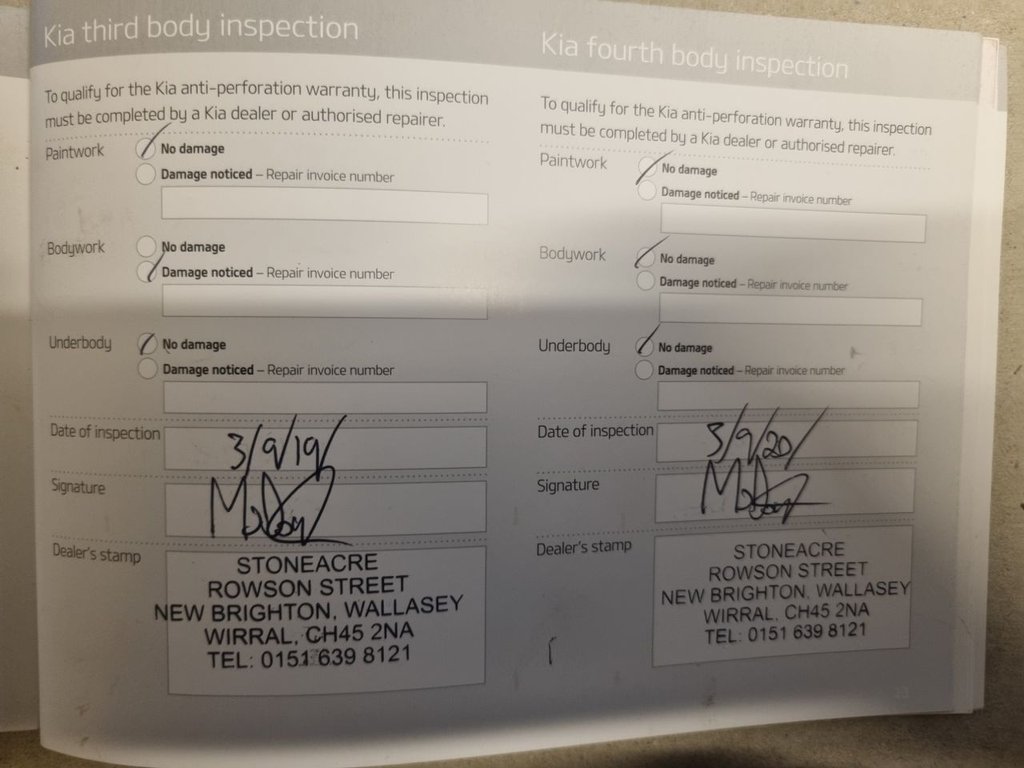 Kia third body inspection
To qualify for the Kia anti-perforation warranty, this inspection
must be completed by a Kia dealer or authorised repairer.
Paintwork
No damage
Damage noticed – Repair invoice number
Bodywork
No damage
Damage noticed – Repair invoice number
Underbody
No damage
Damage noticed – Repair invoice number
Date of inspection 3/9/19
Signature
Dealer's stamp
STONEACRE
ROWSON STREET
NEW BRIGHTON, WALLASEY
WIRRAL, CH45 2NA
TEL: 0151 639 8121
Kia fourth body inspection
To qualify for the Kia anti-perforation warranty, this inspection
must be completed by a Kia dealer or authorised repairer.
Paintwork
No damage
Damage noticed – Repair invoice number
Bodywork
No damage
Damage noticed – Repair invoice number
Underbody
No damage
Damage noticed – Repair invoice number
Date of inspection 3/9/20
Signature
Dealer's stamp
STONEACRE
ROWSON STREET
NEW BRIGHTON, WALLASEY
WIRRAL, CH45 2NA
TEL: 0151 639 8121